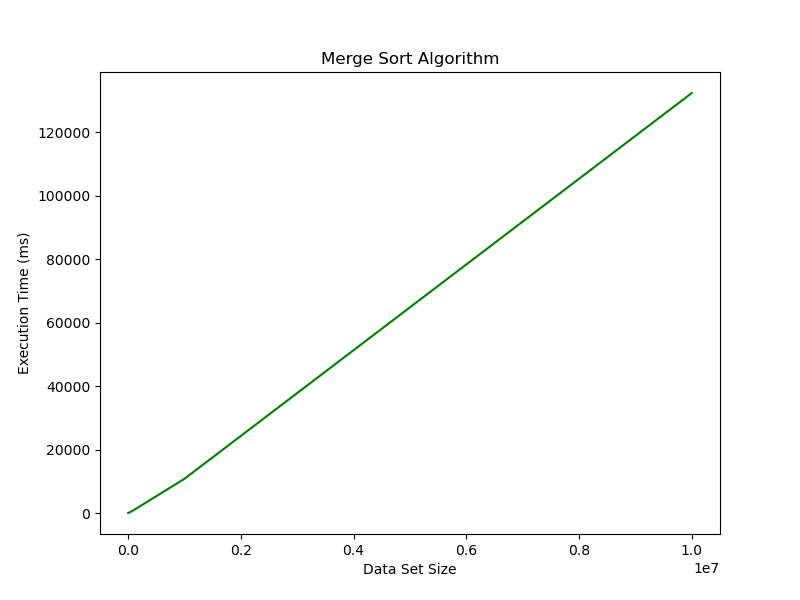 Merge Sort Algorithm
Execution Time (ms)
120000
100000
80000
60000
40000
20000
0
0.0 0.2 0.4 0.6 0.8 1.0
1e7
Data Set Size